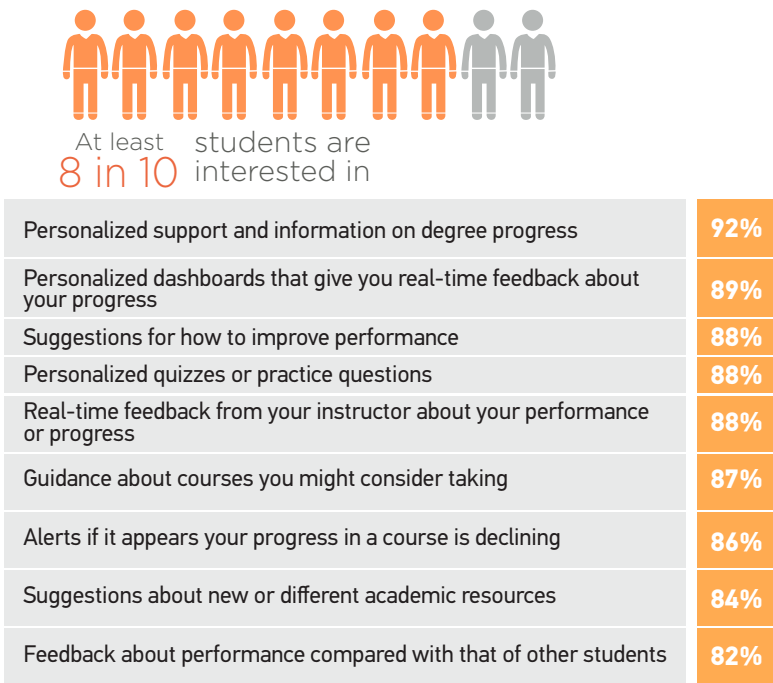 At least
8 in 10
students are
interested in
Personalized support and information on degree progress
92%
Personalized dashboards that give you real-time feedback about
your progress
89%
Suggestions for how to improve performance
88%
Personalized quizzes or practice questions
88%
Real-time feedback from your instructor about your performance
or progress
88%
Guidance about courses you might consider taking
87%
Alerts if it appears your progress in a course is declining
86%
Suggestions about new or different academic resources
84%
Feedback about performance compared with that of other students
82%